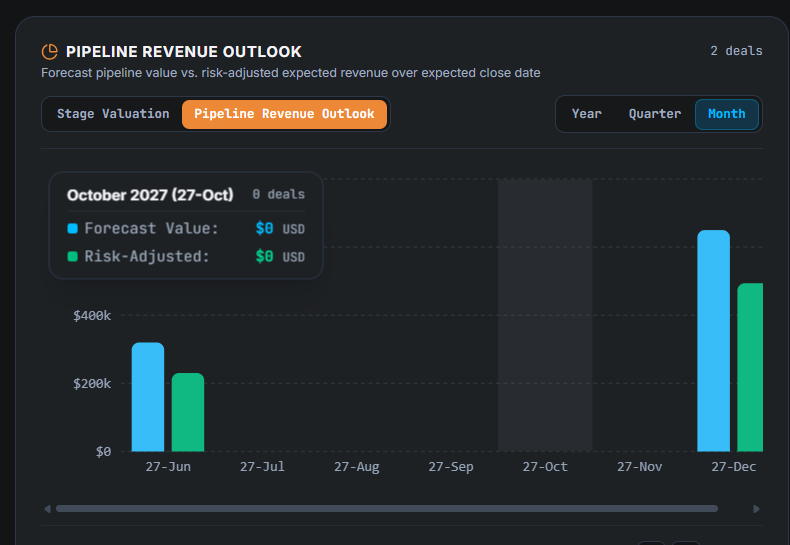 PIPELINE REVENUE OUTLOOK
2 deals
Forecast pipeline value vs. risk-adjusted expected revenue over expected close date
Stage Valuation
Pipeline Revenue Outlook
Year
Quarter
Month
October 2027 (27-Oct)
0 deals
Forecast Value: $0 USD
Risk-Adjusted: $0 USD
$400k
$200k
$0
27-Jun
27-Jul
27-Aug
27-Sep
27-Oct
27-Nov
27-Dec